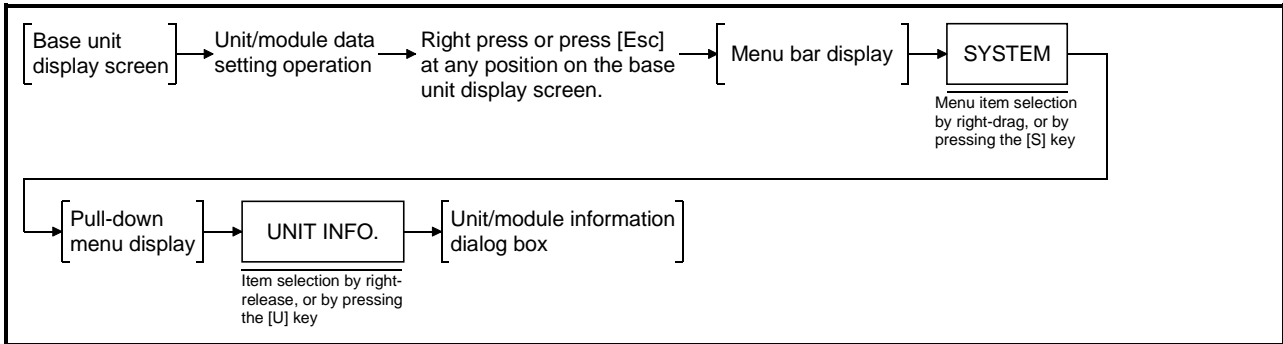 Base unit
display screen
Unit/module data
setting operation
Right press or press [Esc]
at any position on the base
unit display screen.
Menu bar display
SYSTEM
Menu item selection
by right-drag, or by
pressing the [S] key
Pull-down
menu display
UNIT INFO.
Item selection by right-
release, or by pressing
the [U] key
Unit/module information
dialog box